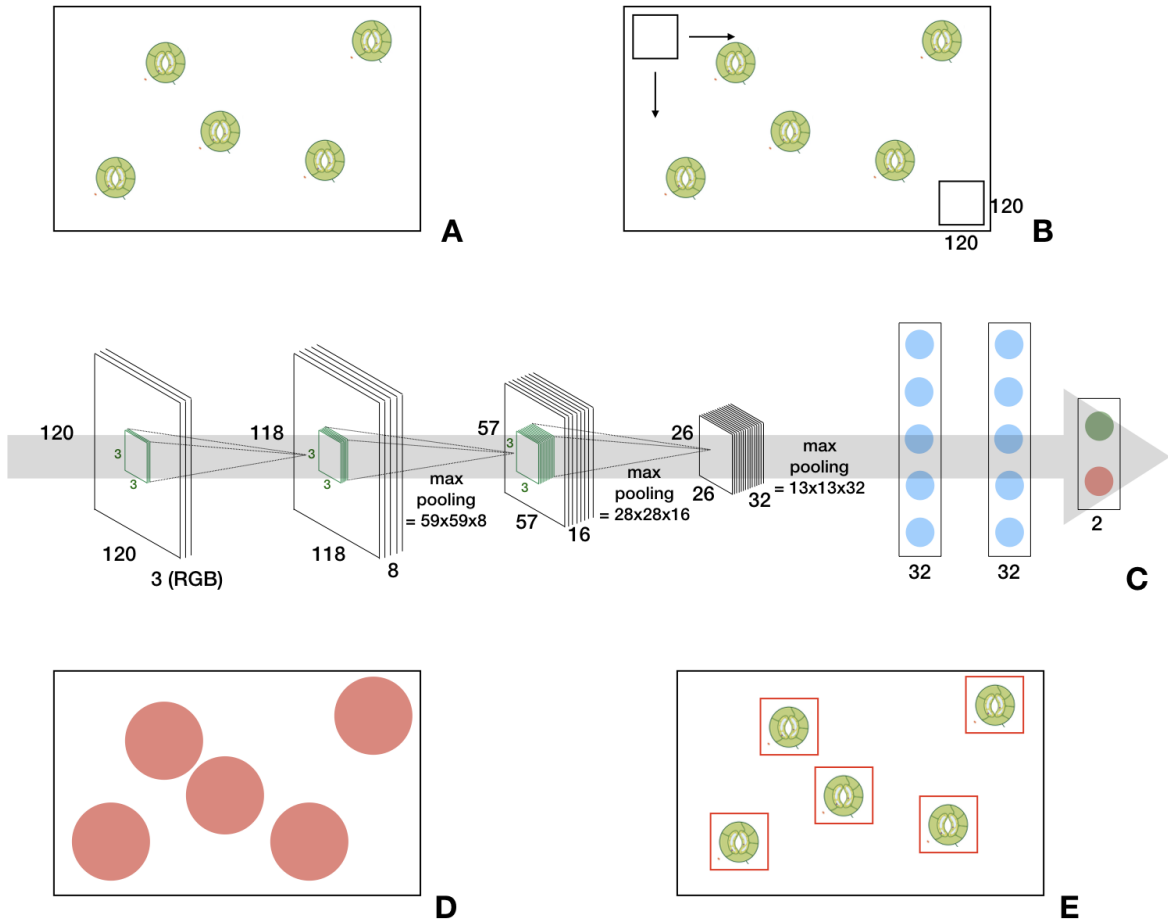 A
120
120
B
120
3
3
120
3 (RGB)
118
3
3
118
8
max
pooling
= 59x59x8
57
3
3
57
16
max
pooling
= 28x28x16
26
26
32
max
pooling
= 13x13x32
32
32
2
C
D
E